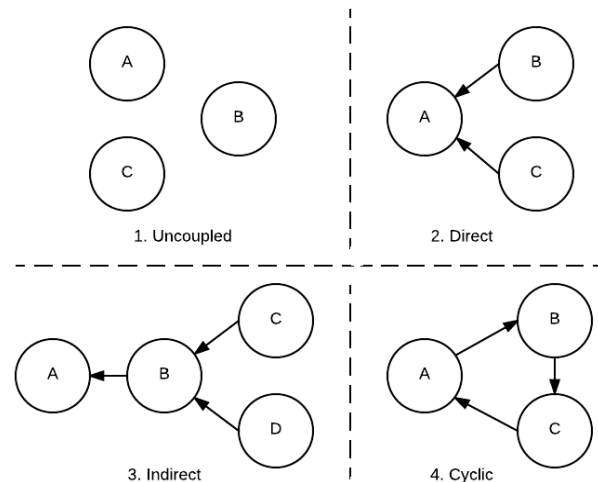 A
B
C
1. Uncoupled
B
A
C
2. Direct
C
A
B
D
3. Indirect
B
A
C
4. Cyclic